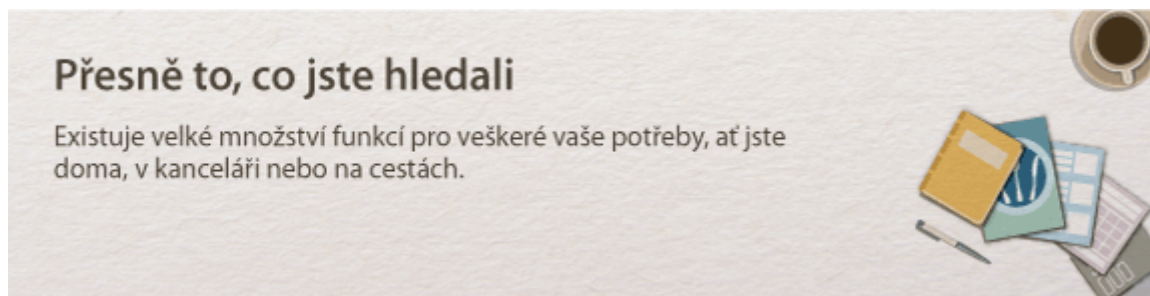 Přesně to, co jste hledali
Existuje velké množství funkcí pro veškeré vaše potřeby, ať jste
doma, v kanceláři nebo na cestách.